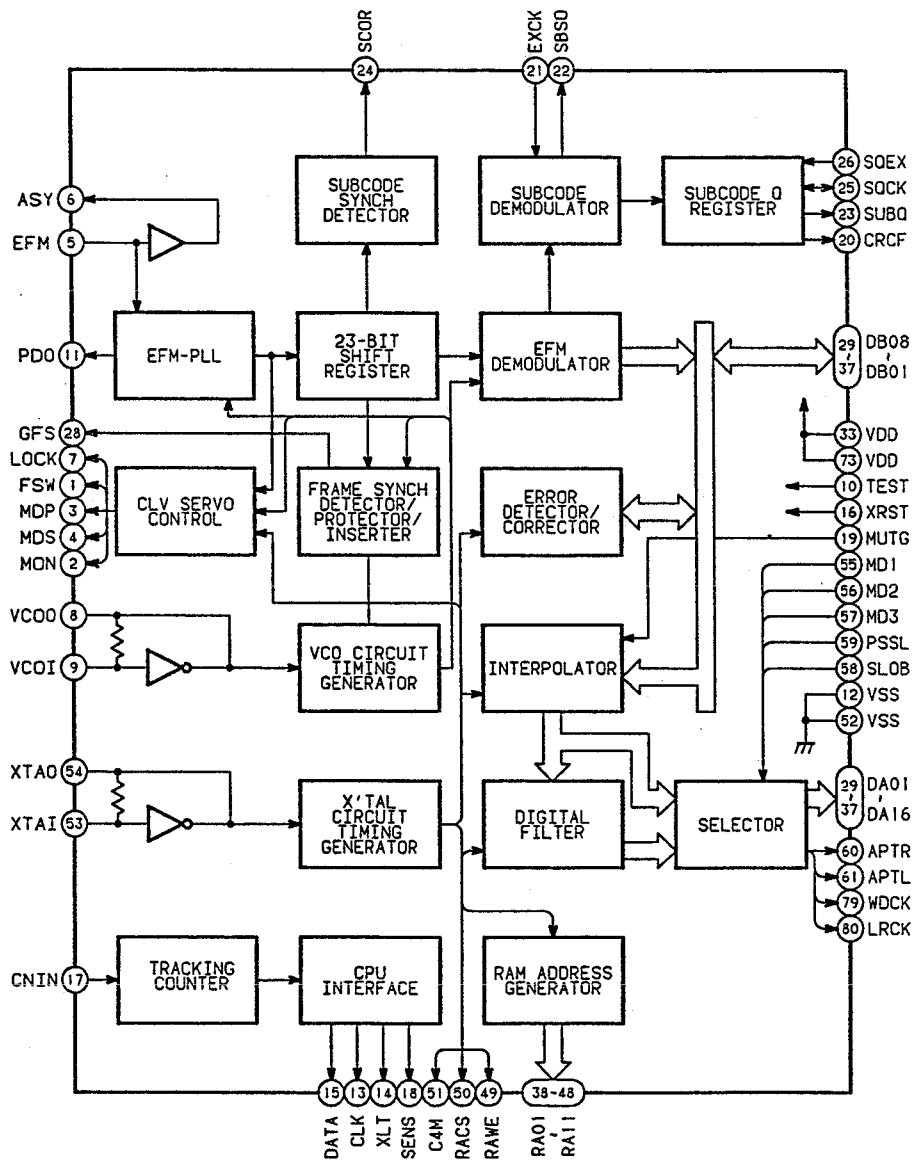 SCOR
EXCK
SBSO
24
21
22
SUBCODE
SYNCH
DETECTOR
SUBCODE
DEMODULATOR
SUBCODE Q
REGISTER
26 SQEX
25 SQCK
23 SUBQ
20 CRCF
ASY 6
EFM 5
PDO 11
EFM-PLL
23-BIT
SHIFT
REGISTER
EFM
DEMODULATOR
29
37
DB08
DB01
GFS 28
LOCK 7
FSW 1
MDP 3
MDS 4
MON 2
CLV SERVO
CONTROL
FRAME SYNCH
DETECTOR/
PROTECTOR/
INSERTER
ERROR
DETECTOR/
CORRECTOR
33 VDD
73 VDD
10 TEST
16 XRST
19 MUTG
55 MD1
56 MD2
57 MD3
59 PSSL
58 SLOB
12 VSS
52 VSS
VCOO 8
VCOI 9
VCO CIRCUIT
TIMING
GENERATOR
INTERPOLATOR
XTAO 54
XTAI 53
X'TAL
CIRCUIT
TIMING
GENERATOR
DIGITAL
FILTER
SELECTOR
29
37
DA01
DA16
60 APTR
61 APTL
79 WDCK
80 LRCK
CNIN 17
TRACKING
COUNTER
CPU
INTERFACE
RAM ADDRESS
GENERATOR
15
13
14
18
51
50
49
38-48
DATA
CLK
XLT
SENS
C4M
RACS
RAWE
RA01
RA11